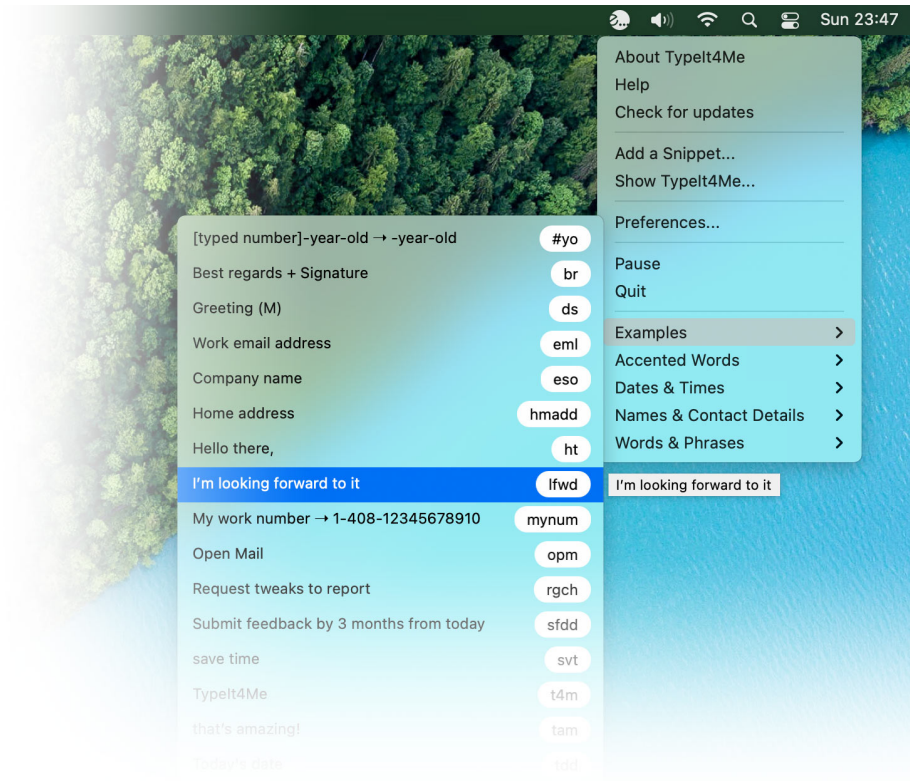 Sun 23:47
About TypeIt4Me
Help
Check for updates
Add a Snippet...
Show TypeIt4Me...
Preferences...
Pause
Quit
Examples
Accented Words
Dates & Times
Names & Contact Details
Words & Phrases
[typed number]-year-old → -year-old #yo
Best regards + Signature br
Greeting (M) ds
Work email address eml
Company name eso
Home address hmadd
Hello there, ht
I’m looking forward to it lfwd
I’m looking forward to it
My work number → 1-408-12345678910 mynum
Open Mail opm
Request tweaks to report rgch
Submit feedback by 3 months from today sfdd
save time svt
TypeIt4Me t4m
that's amazing! tam
Today's date tdd